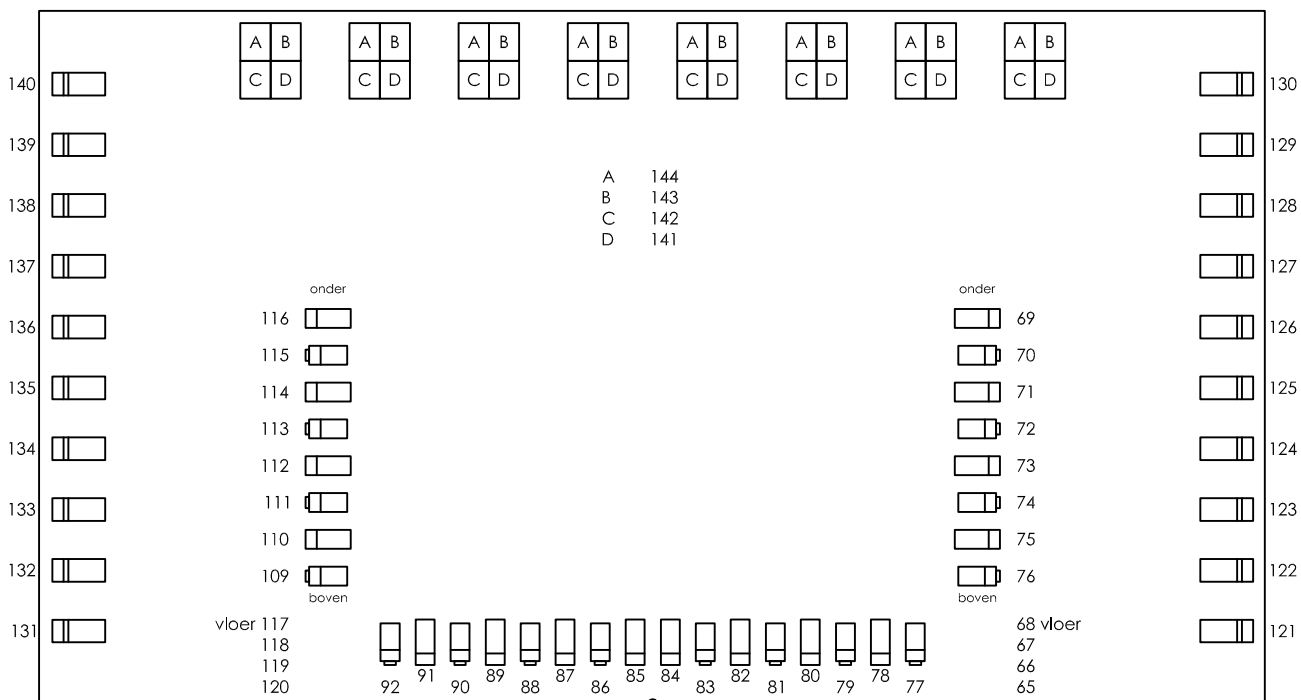 A B A B A B A B A B A B A B A B
C D C D C D C D C D C D C D C D
140 130
139 129
A 144
B 143
138 128
C 142
D 141
137 127
onder onder
116 69
136 126
115 70
135 125
114 71
113 72
134 124
112 73
111 74
133 123
110 75
132 122
109 76
boven boven
vloer 117 68 vloer
131 121
118 67
119 66
91 89 87 85 84 82 80 78
120 92 90 88 86 83 81 79 77 65